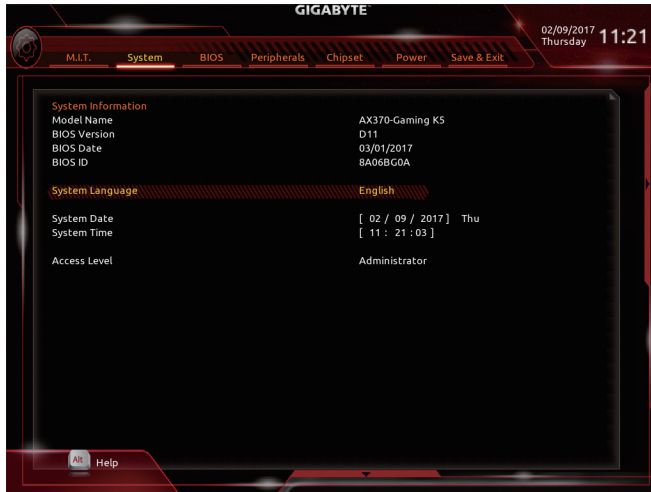 GIGABYTE™
02/09/2017 11:21
Thursday
M.I.T. System BIOS Peripherals Chipset Power Save & Exit
System Information
Model Name AX370-Gaming K5
BIOS Version D11
BIOS Date 03/01/2017
BIOS ID 8A06BG0A
System Language English
System Date [ 02 / 09 / 2017 ] Thu
System Time [ 11 : 21 : 03 ]
Access Level Administrator
Alt Help